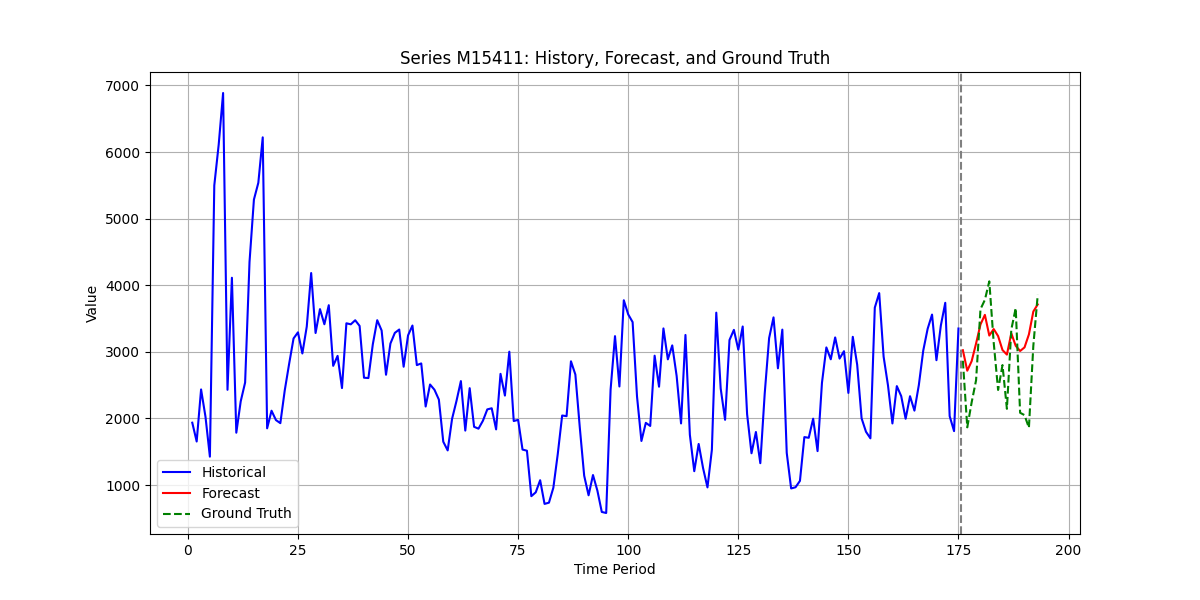 Series M15411: History, Forecast, and Ground Truth
Value
7000
6000
5000
4000
3000
2000
1000
Historical
Forecast
Ground Truth
0 25 50 75 100 125 150 175 200
Time Period